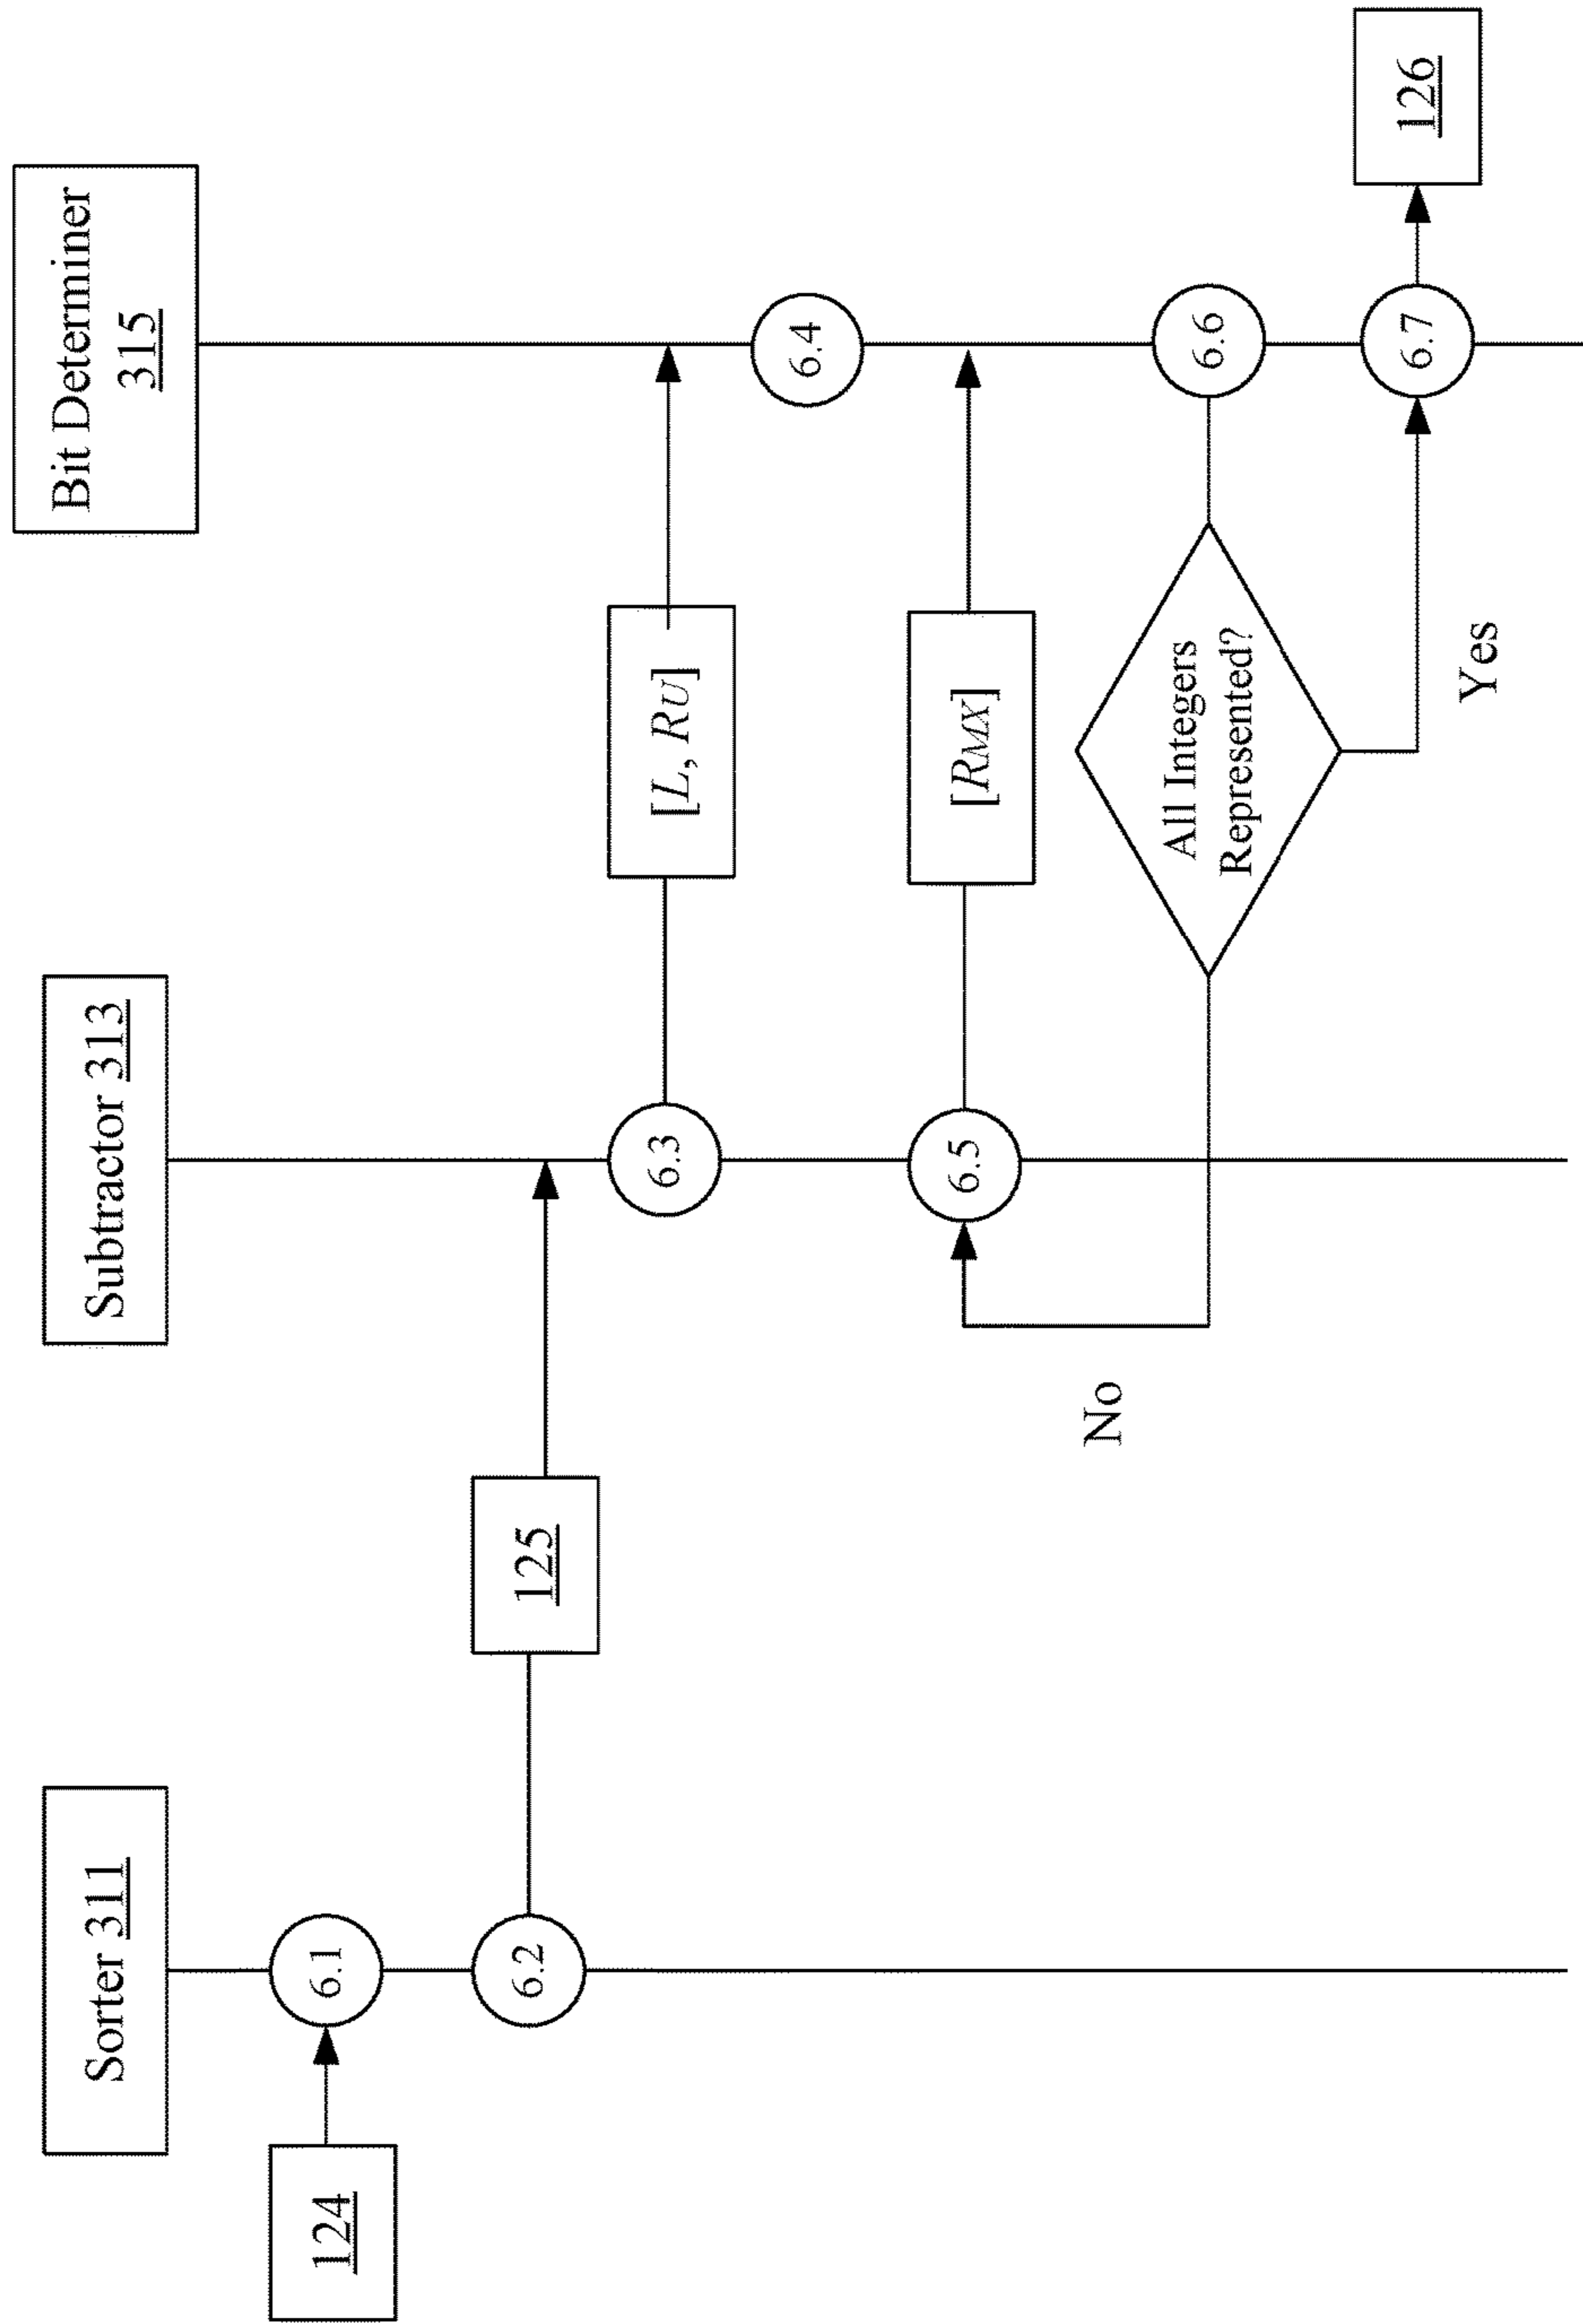 Sorter 311
Subtractor 313
Bit Determiner
315
124
6.1
6.2
125
6.3
[L, RU]
6.4
6.5
[RMX]
6.6
All Integers
Represented?
No
Yes
6.7
126